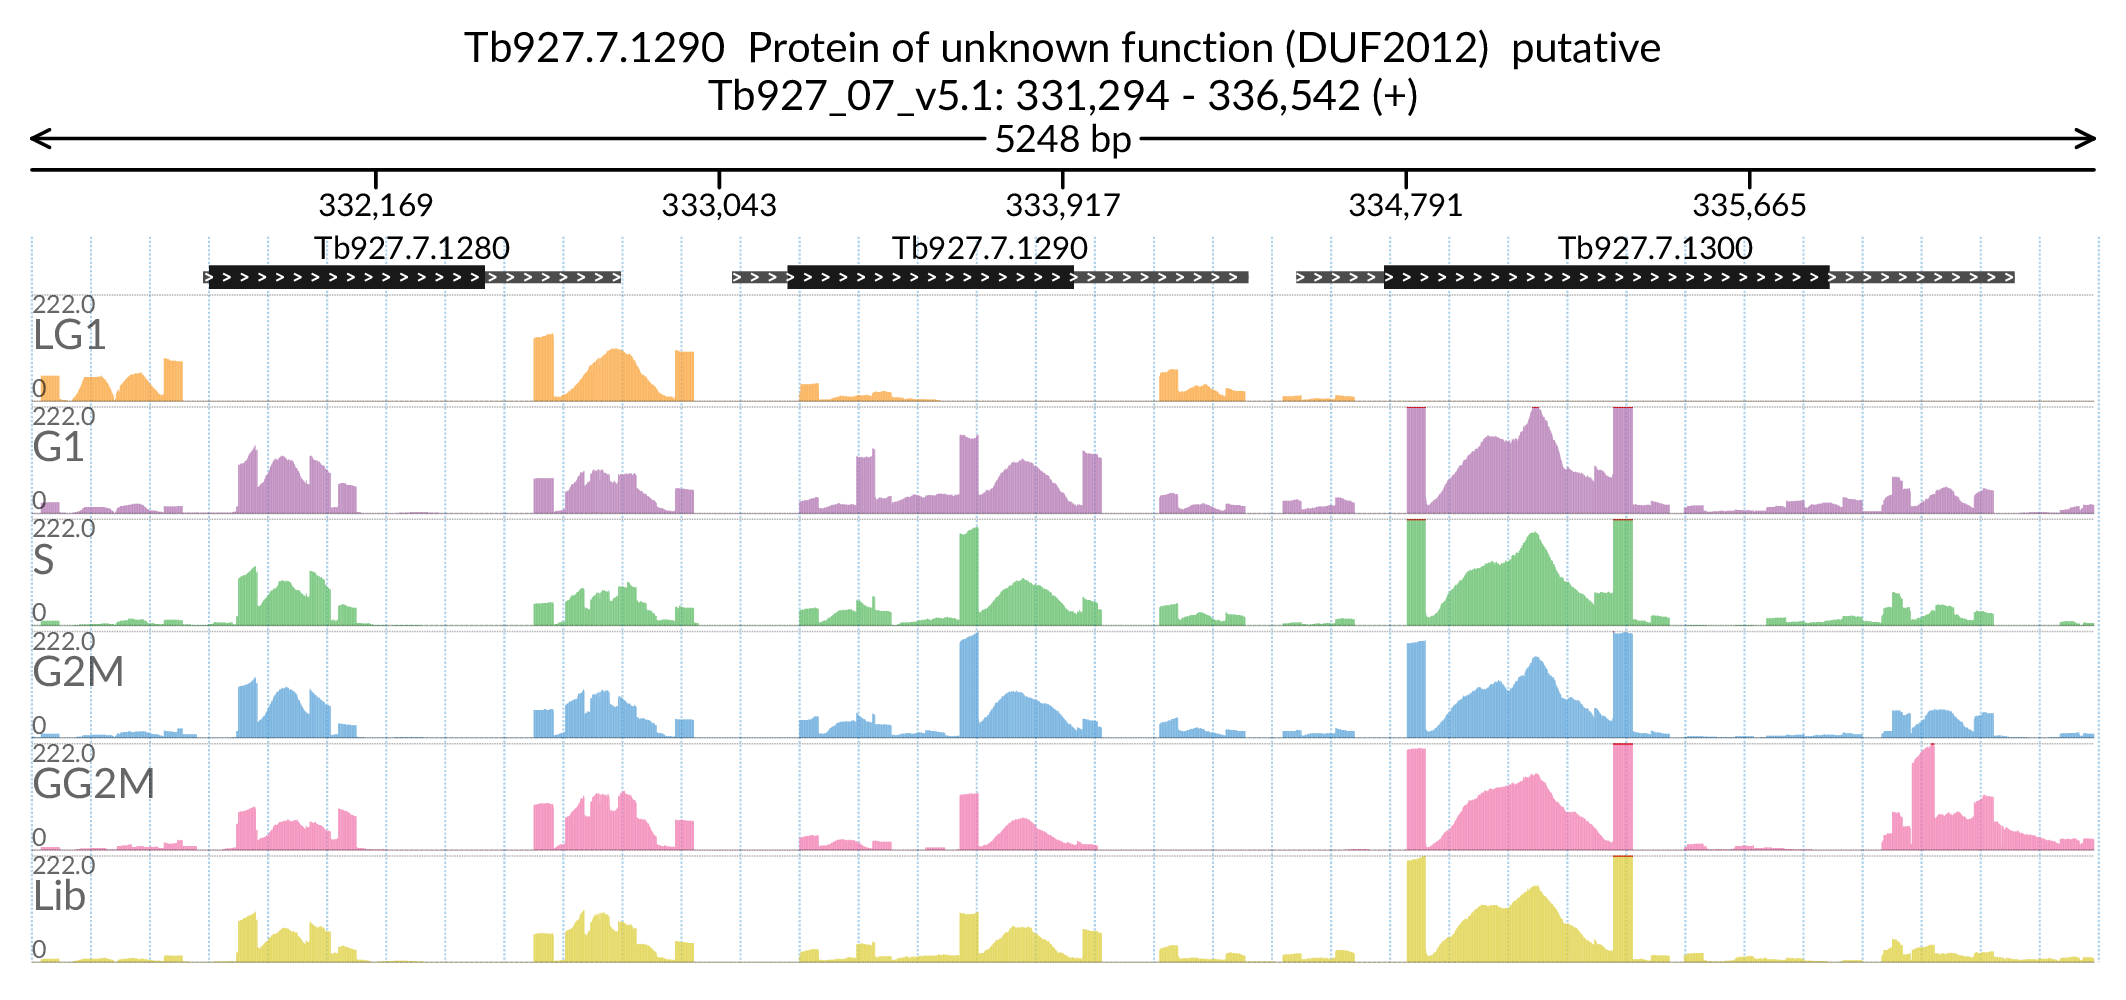 Tb927.7.1290  Protein of unknown function (DUF2012)  putative
Tb927_07_v5.1: 331,294 - 336,542 (+)
5248 bp
332,169 333,043 333,917 334,791 335,665
Tb927.7.1280 Tb927.7.1290 Tb927.7.1300
222.0
LG1
0
222.0
G1
0
222.0
S
0
222.0
G2M
0
222.0
GG2M
0
222.0
Lib
0